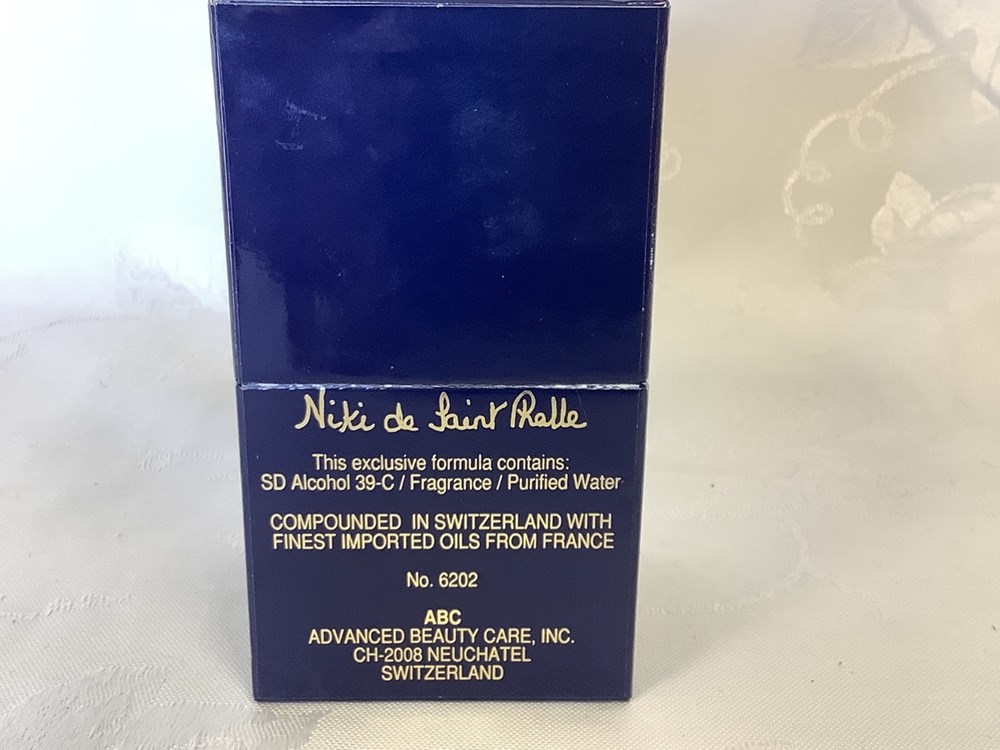 Niki de Saint Phalle
This exclusive formula contains:
SD Alcohol 39-C / Fragrance / Purified Water
COMPOUNDED IN SWITZERLAND WITH
FINEST IMPORTED OILS FROM FRANCE
No. 6202
ABC
ADVANCED BEAUTY CARE, INC.
CH-2008 NEUCHATEL
SWITZERLAND